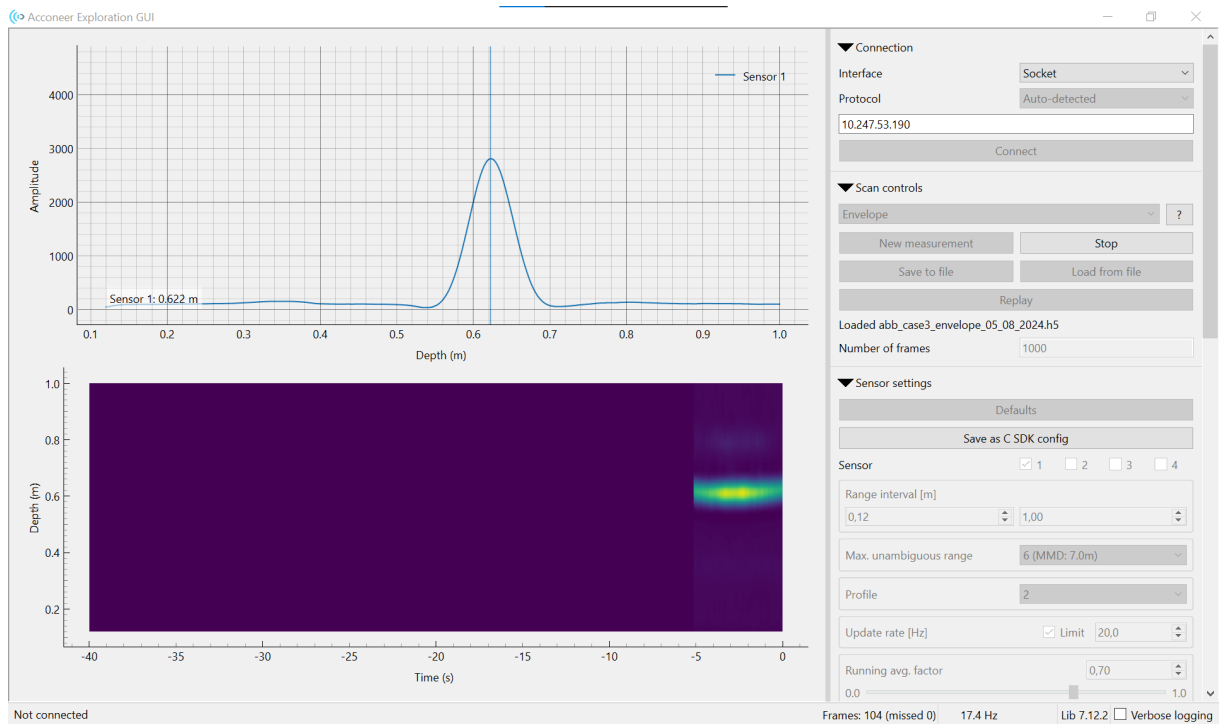 Acconeer Exploration GUI
Sensor 1
4000
3000
2000
1000
0
Amplitude
Sensor 1: 0.622 m
0.1 0.2 0.3 0.4 0.5 0.6 0.7 0.8 0.9 1.0
Depth (m)
1.0
0.8
0.6
0.4
0.2
Depth (m)
-40 -35 -30 -25 -20 -15 -10 -5 0
Time (s)
Connection
Interface Socket
Protocol Auto-detected
10.247.53.190
Connect
Scan controls
Envelope ?
New measurement Stop
Save to file Load from file
Replay
Loaded abb_case3_envelope_05_08_2024.h5
Number of frames 1000
Sensor settings
Defaults
Save as C SDK config
Sensor 1 2 3 4
Range interval [m]
0,12 1,00
Max. unambiguous range 6 (MMD: 7.0m)
Profile 2
Update rate [Hz] Limit 20,0
Running avg. factor 0,70
0.0 1.0
Not connected Frames: 104 (missed 0) 17.4 Hz Lib 7.12.2 Verbose logging